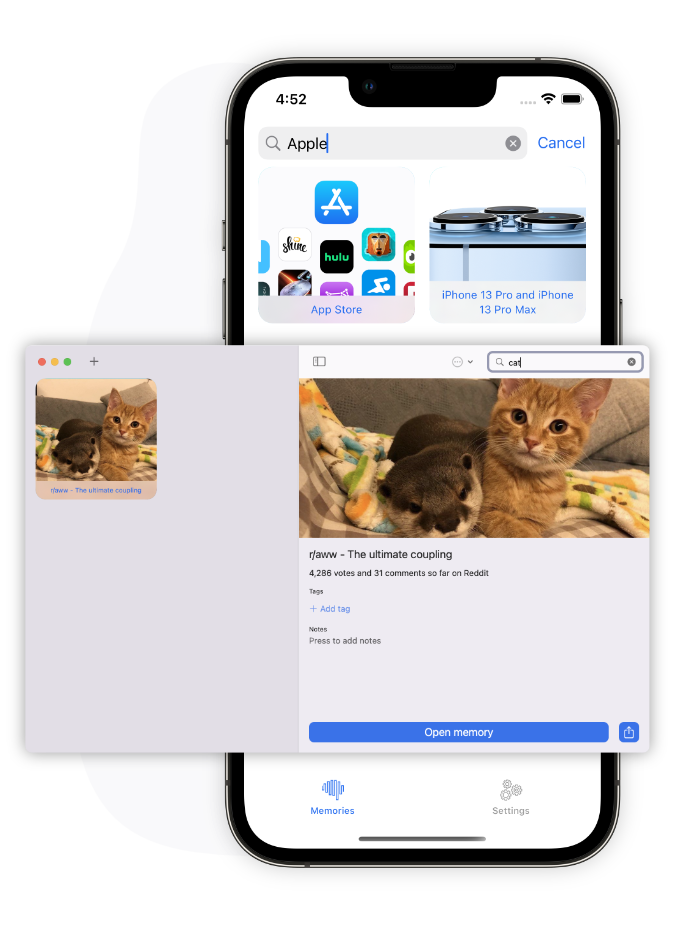 4:52
Apple
Cancel
shine
hulu
App Store
iPhone 13 Pro and iPhone
13 Pro Max
cat
r/aww - The ultimate coupling
r/aww - The ultimate coupling
4,286 votes and 31 comments so far on Reddit
Tags
+ Add tag
Notes
Press to add notes
Open memory
Memories
Settings